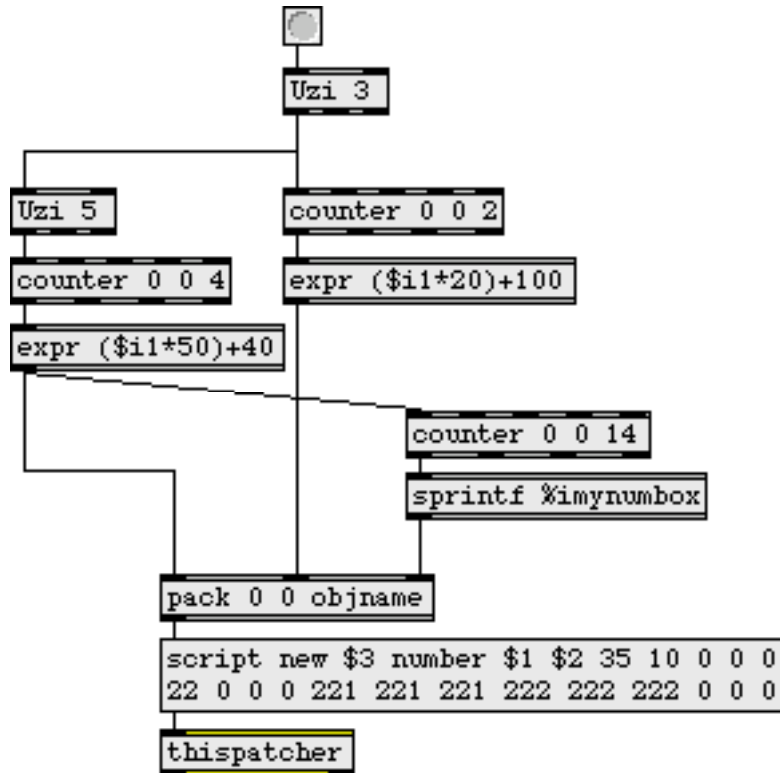 Uzi 3
Uzi 5
counter 0 0 2
counter 0 0 4
expr ($i1*20)+100
expr ($i1*50)+40
counter 0 0 14
sprintf %imynumbox
pack 0 0 objname
script new $3 number $1 $2 35 10 0 0 0
22 0 0 0 221 221 221 222 222 222 0 0 0
thispatcher